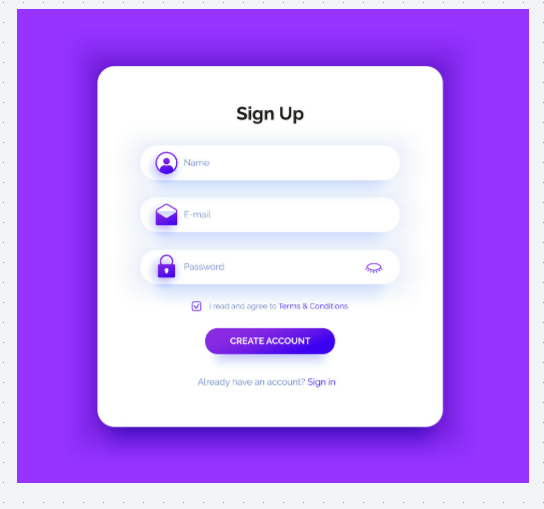 Sign Up
Name
E-mail
Password
I read and agree to Terms & Conditions
CREATE ACCOUNT
Already have an account? Sign in